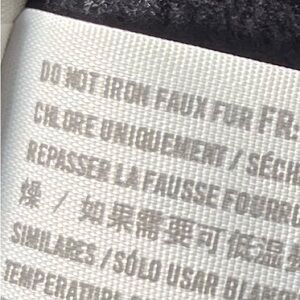 DO NOT IRON FAUX FUR FR
CHLORE UNIQUEMENT / SÉCH
REPASSER LA FAUSSE FOURRU
燥 / 如果需要可低温
SIMILARES / SÓLO USAR BLAN
TEMPERATUR